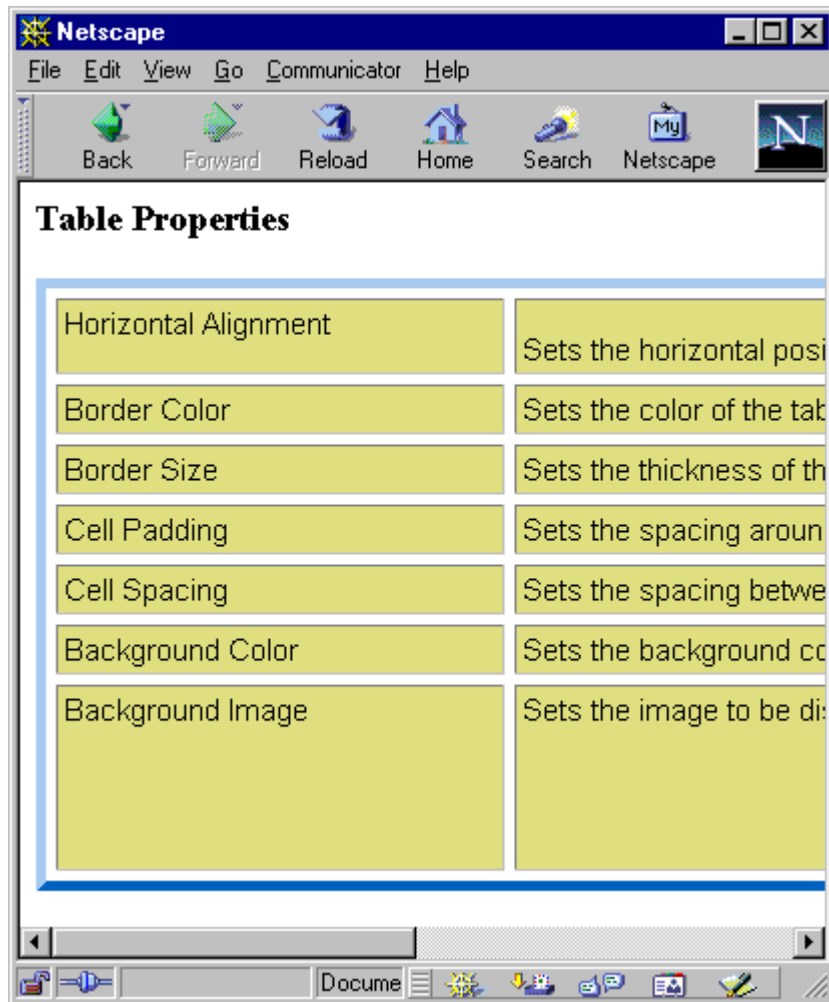 Netscape
File Edit View Go Communicator Help
My
N
Back Forward Reload Home Search Netscape
Table Properties
Horizontal Alignment Sets the horizontal posi
Border Color Sets the color of the tab
Border Size Sets the thickness of th
Cell Padding Sets the spacing aroun
Cell Spacing Sets the spacing betwe
Background Color Sets the background co
Background Image Sets the image to be dis
Docume